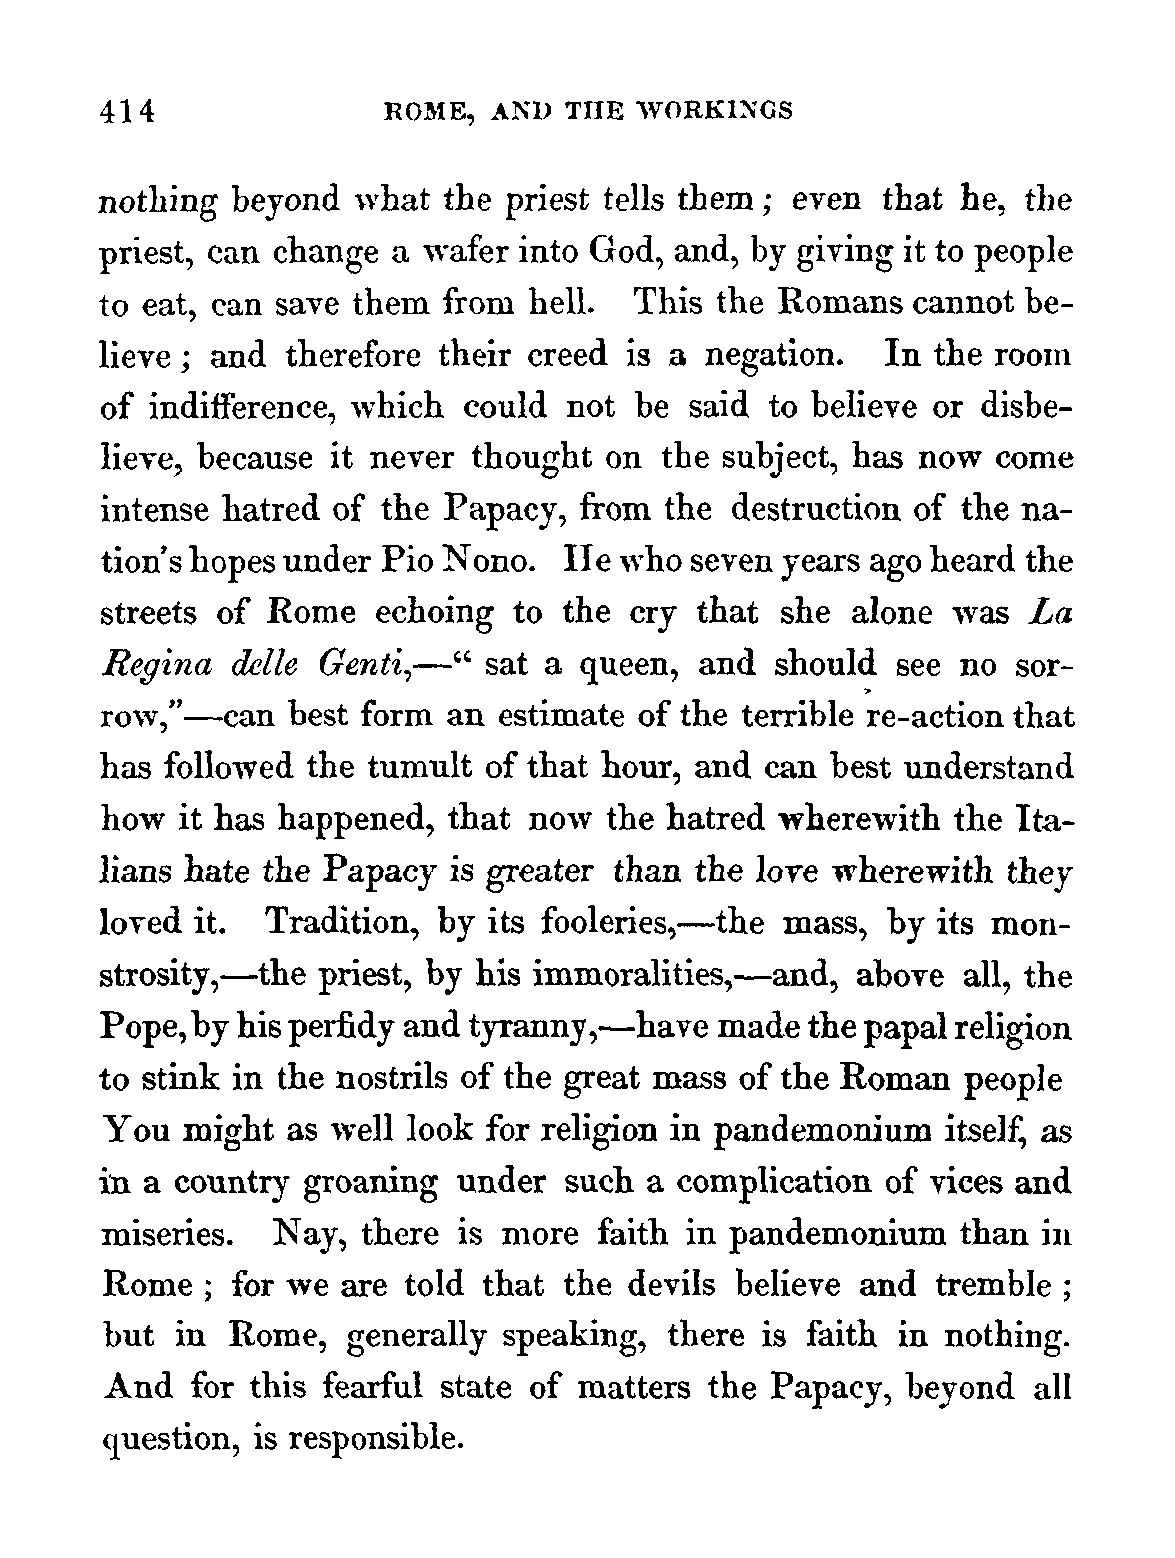 414 ROME, AND THE WORKINGS
nothing beyond what the priest tells them; even that he, the
priest, can change a wafer into God, and, by giving it to people
to eat, can save them from hell. This the Romans cannot be-
lieve; and therefore their creed is a negation. In the room
of indifference, which could not be said to believe or disbe-
lieve, because it never thought on the subject, has now come
intense hatred of the Papacy, from the destruction of the na-
tion's hopes under Pio Nono. He who seven years ago heard the
streets of Rome echoing to the cry that she alone was La
Regina delle Genti,—“ sat a queen, and should see no sor-
row,”—can best form an estimate of the terrible re-action that
has followed the tumult of that hour, and can best understand
how it has happened, that now the hatred wherewith the Ita-
lians hate the Papacy is greater than the love wherewith they
loved it. Tradition, by its fooleries,—the mass, by its mon-
strosity,—the priest, by his immoralities,—and, above all, the
Pope, by his perfidy and tyranny,—have made the papal religion
to stink in the nostrils of the great mass of the Roman people
You might as well look for religion in pandemonium itself, as
in a country groaning under such a complication of vices and
miseries. Nay, there is more faith in pandemonium than in
Rome; for we are told that the devils believe and tremble;
but in Rome, generally speaking, there is faith in nothing.
And for this fearful state of matters the Papacy, beyond all
question, is responsible.